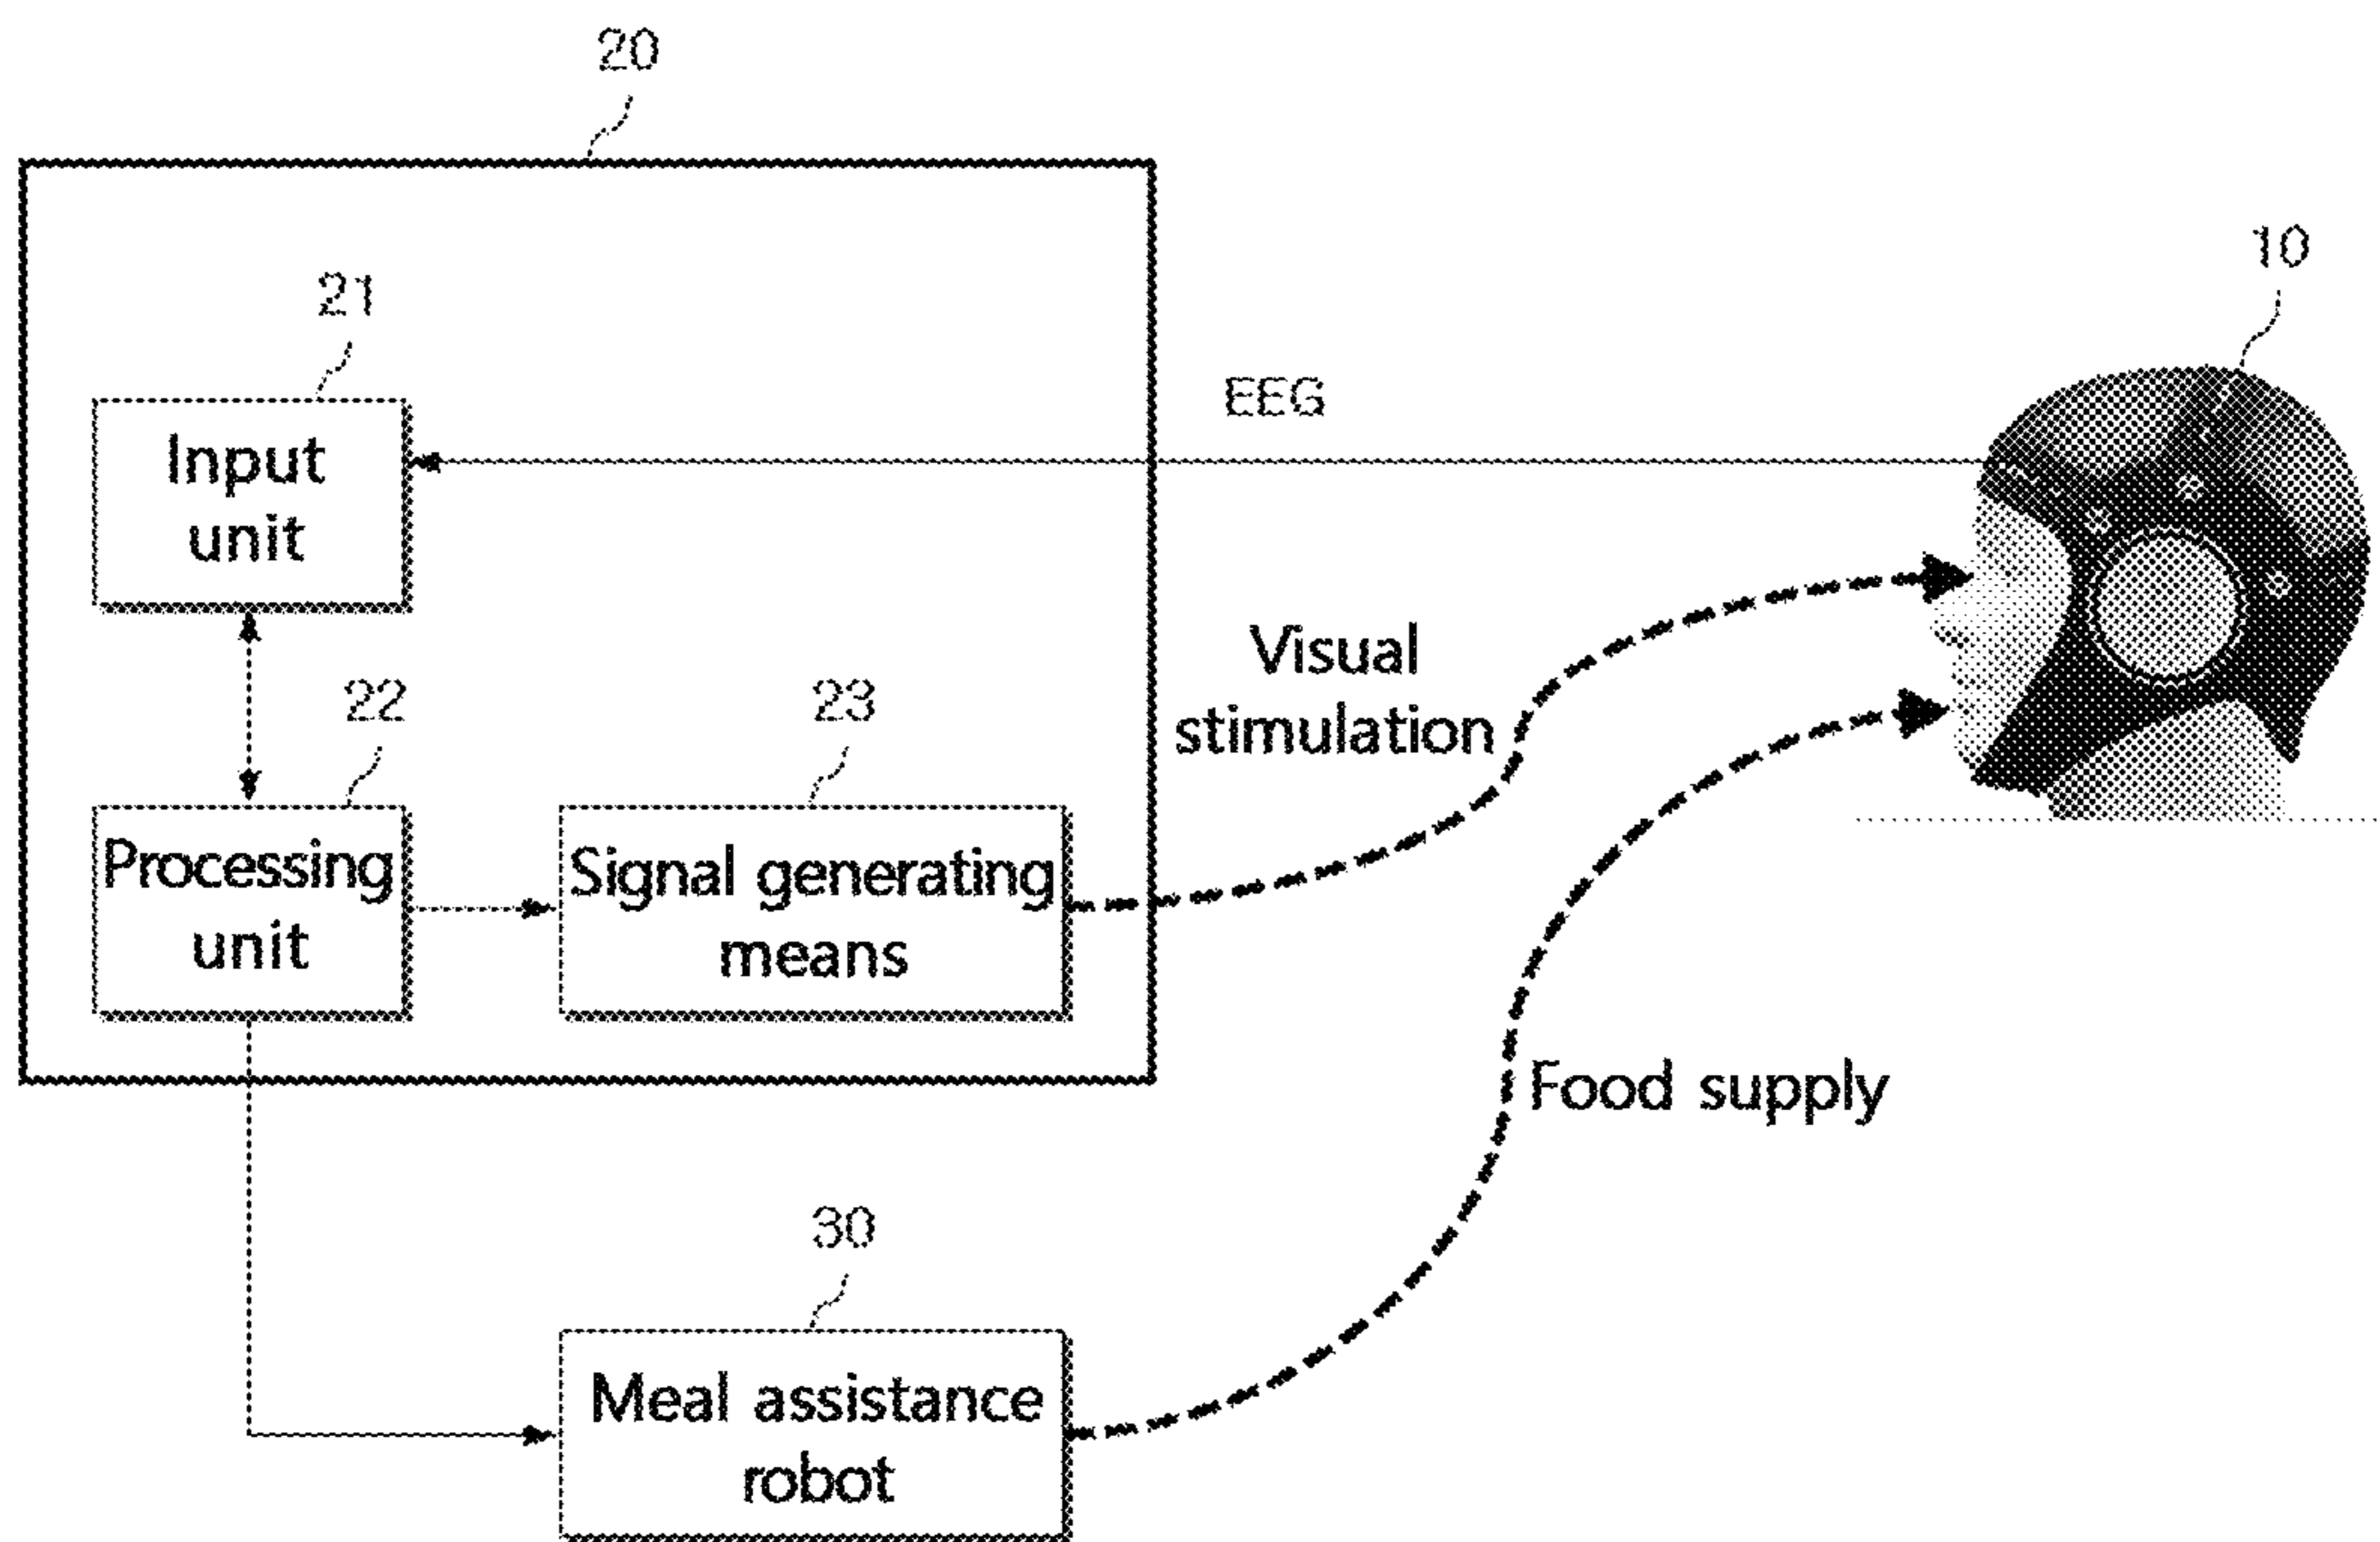 20
10
21
EEG
Input
unit
Visual
stimulation
22
23
Processing
unit
Signal generating
means
Food supply
30
Meal assistance
robot